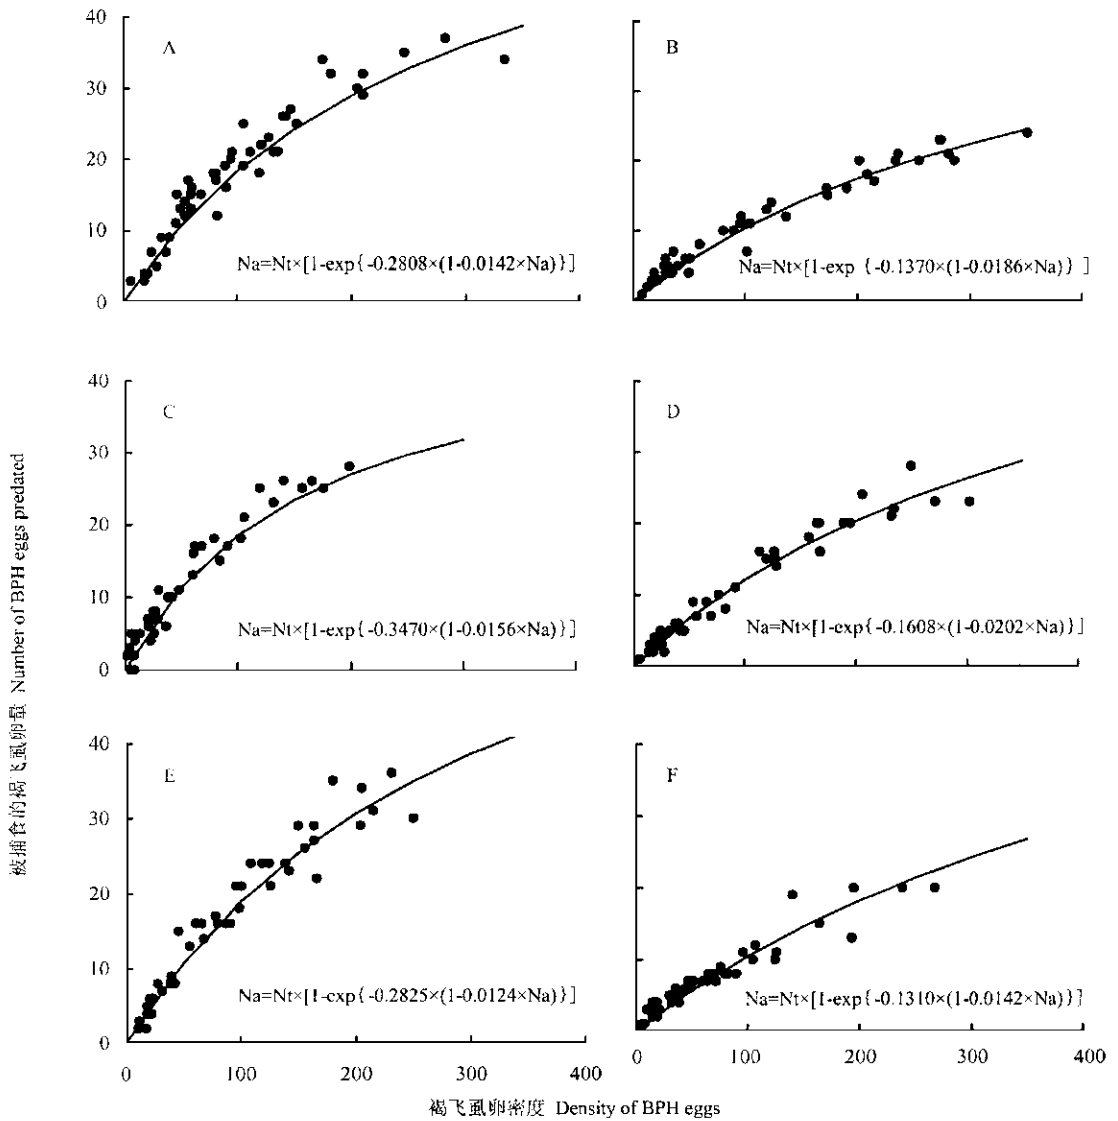 40
30
20
10
0
A
Na=Nt×[1-exp{-0.2808×(1-0.0142×Na)}]
B
Na=Nt×[1-exp {-0.1370×(1-0.0186×Na)} ]
40
30
20
10
0
C
Na=Nt×[1-exp{-0.3470×(1-0.0156×Na)}]
D
Na=Nt×[1-exp{-0.1608×(1-0.0202×Na)}]
40
30
20
10
0
E
Na=Nt×[1-exp{-0.2825×(1-0.0124×Na)}]
F
Na=Nt×[1-exp{-0.1310×(1-0.0142×Na)}]
0 100 200 300 400
0 100 200 300 400
被捕食的褐飞虱卵量 Number of BPH eggs predated
褐飞虱卵密度 Density of BPH eggs